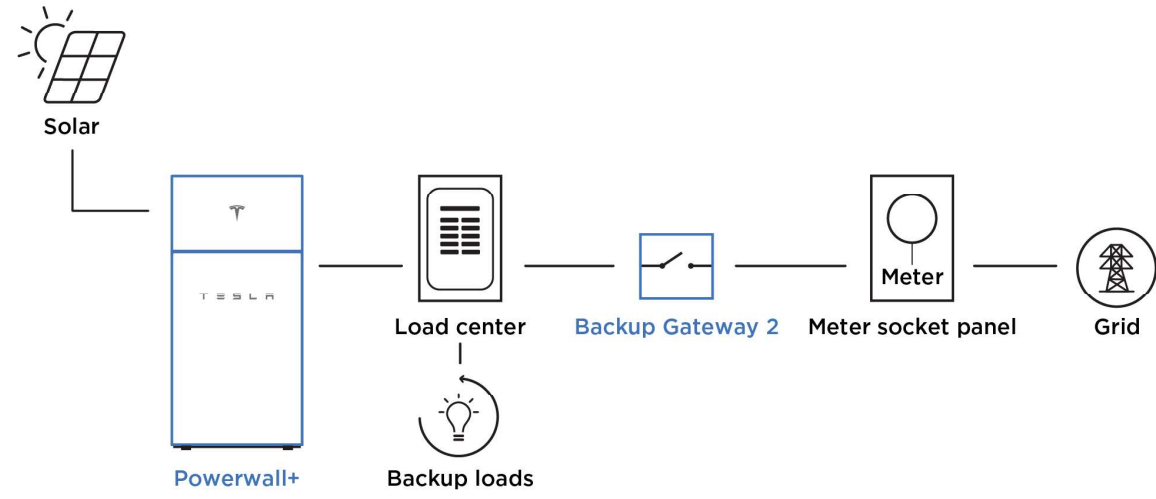 Solar
TESLA
Meter
Load center
Backup Gateway 2
Meter socket panel
Grid
Powerwall+
Backup loads